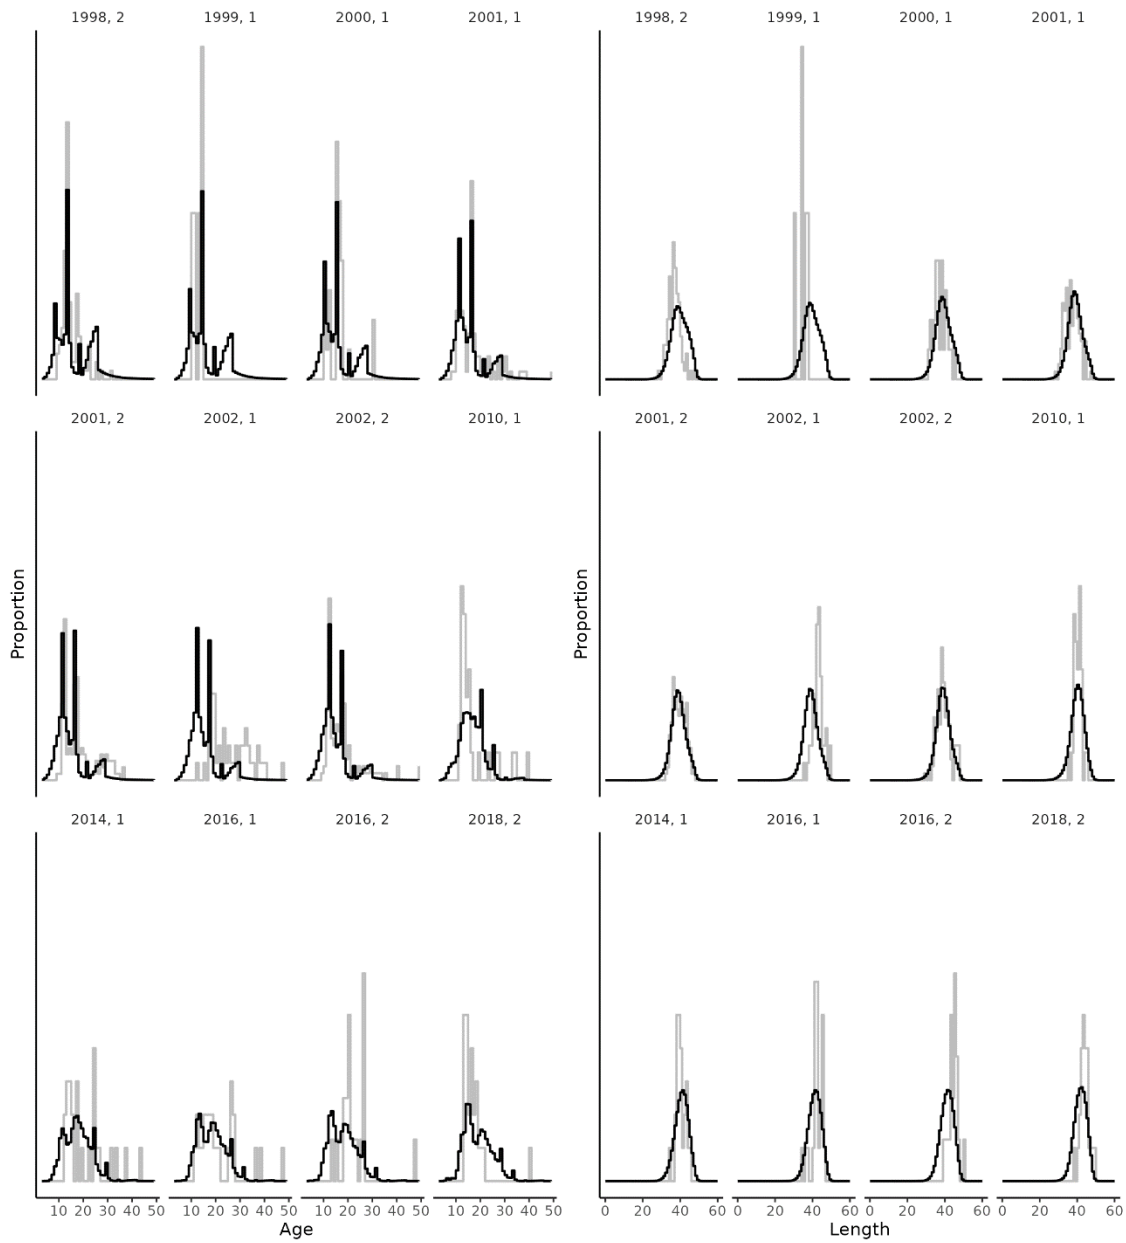 1998, 2 1999, 1 2000, 1 2001, 1 1998, 2 1999, 1 2000, 1 2001, 1
2001, 2 2002, 1 2002, 2 2010, 1 2001, 2 2002, 1 2002, 2 2010, 1
Proportion Proportion
2014, 1 2016, 1 2016, 2 2018, 2 2014, 1 2016, 1 2016, 2 2018, 2
10 20 30 40 50 10 20 30 40 50 10 20 30 40 50 10 20 30 40 50 0 20 40 60 0 20 40 60 0 20 40 60 0 20 40 60
Age Length